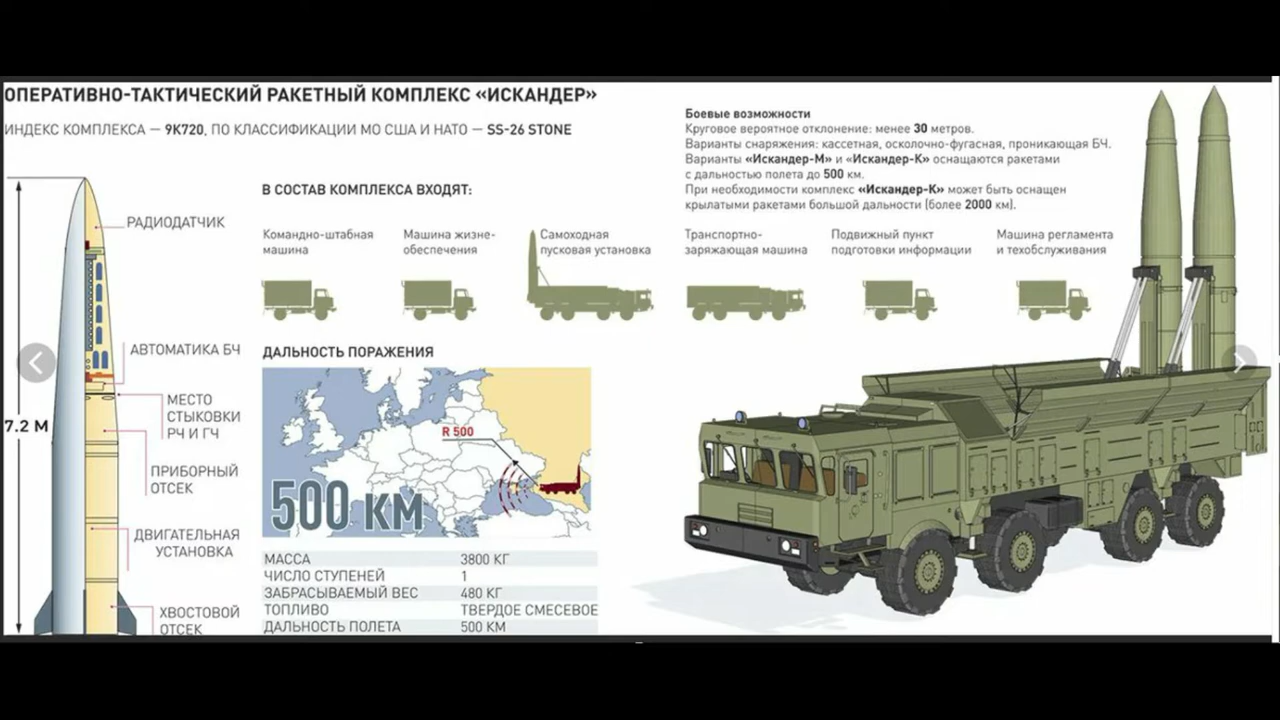 ОПЕРАТИВНО-ТАКТИЧЕСКИЙ РАКЕТНЫЙ КОМПЛЕКС «ИСКАНДЕР»
ИНДЕКС КОМПЛЕКСА — 9К720, ПО КЛАССИФИКАЦИИ МО США И НАТО — SS-26 STONE
7.2 М
РАДИОДАТЧИК
АВТОМАТИКА БЧ
МЕСТО
СТЫКОВКИ
РЧ И ГЧ
ПРИБОРНЫЙ
ОТСЕК
ДВИГАТЕЛЬНАЯ
УСТАНОВКА
ХВОСТОВОЙ
ОТСЕК
В СОСТАВ КОМПЛЕКСА ВХОДЯТ:
Командно-штабная
машина
Машина жизне-
обеспечения
Самоходная
пусковая установка
Транспортно-
заряжающая машина
Подвижный пункт
подготовки информации
Машина регламента
и техобслуживания
Боевые возможности
Круговое вероятное отклонение: менее 30 метров.
Варианты снаряжения: кассетная, осколочно-фугасная, проникающая БЧ.
Варианты «Искандер-М» и «Искандер-К» оснащаются ракетами
с дальностью полета до 500 км.
При необходимости комплекс «Искандер-К» может быть оснащен
крылатыми ракетами большой дальности (более 2000 км).
ДАЛЬНОСТЬ ПОРАЖЕНИЯ
R 500
500 КМ
МАССА 3800 КГ
ЧИСЛО СТУПЕНЕЙ 1
ЗАБРАСЫВАЕМЫЙ ВЕС 480 КГ
ТОПЛИВО ТВЕРДОЕ СМЕСЕВОЕ
ДАЛЬНОСТЬ ПОЛЕТА 500 КМ